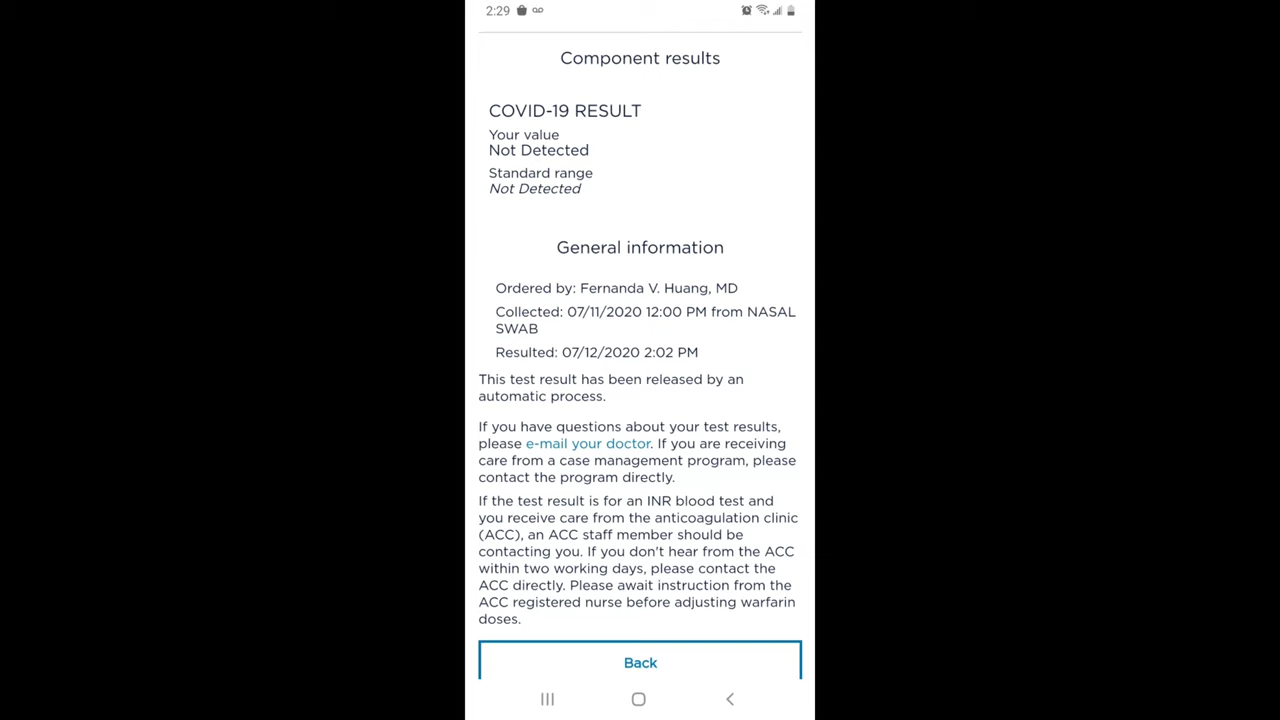 2:29
Component results
COVID-19 RESULT
Your value
Not Detected
Standard range
Not Detected
General information
Ordered by: Fernanda V. Huang, MD
Collected: 07/11/2020 12:00 PM from NASAL
SWAB
Resulted: 07/12/2020 2:02 PM
This test result has been released by an
automatic process.
If you have questions about your test results,
please e-mail your doctor. If you are receiving
care from a case management program, please
contact the program directly.
If the test result is for an INR blood test and
you receive care from the anticoagulation clinic
(ACC), an ACC staff member should be
contacting you. If you don't hear from the ACC
within two working days, please contact the
ACC directly. Please await instruction from the
ACC registered nurse before adjusting warfarin
doses.
Back